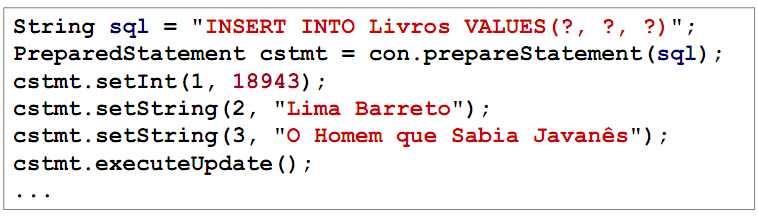 String sql = "INSERT INTO Livros VALUES(?, ?, ?)";
PreparedStatement cstmt = con.prepareStatement(sql);
cstmt.setInt(1, 18943);
cstmt.setString(2, "Lima Barreto");
cstmt.setString(3, "O Homem que Sabia Javanês");
cstmt.executeUpdate();
...